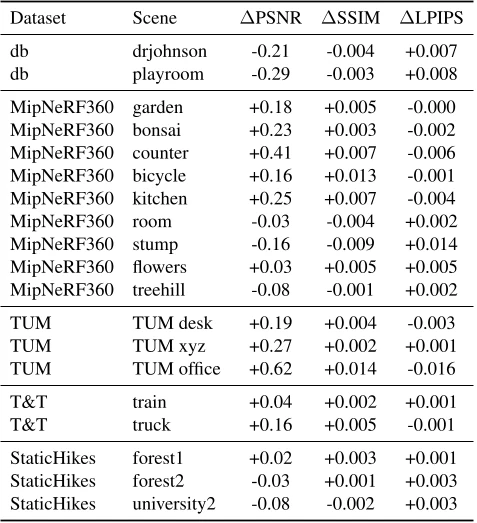 Dataset Scene ΔPSNR ΔSSIM ΔLPIPS
db drjohnson -0.21 -0.004 +0.007
db playroom -0.29 -0.003 +0.008
MipNeRF360 garden +0.18 +0.005 -0.000
MipNeRF360 bonsai +0.23 +0.003 -0.002
MipNeRF360 counter +0.41 +0.007 -0.006
MipNeRF360 bicycle +0.16 +0.013 -0.001
MipNeRF360 kitchen +0.25 +0.007 -0.004
MipNeRF360 room -0.03 -0.004 +0.002
MipNeRF360 stump -0.16 -0.009 +0.014
MipNeRF360 flowers +0.03 +0.005 +0.005
MipNeRF360 treehill -0.08 -0.001 +0.002
TUM TUM desk +0.19 +0.004 -0.003
TUM TUM xyz +0.27 +0.002 +0.001
TUM TUM office +0.62 +0.014 -0.016
T&T train +0.04 +0.002 +0.001
T&T truck +0.16 +0.005 -0.001
StaticHikes forest1 +0.02 +0.003 +0.001
StaticHikes forest2 -0.03 +0.001 +0.003
StaticHikes university2 -0.08 -0.002 +0.003